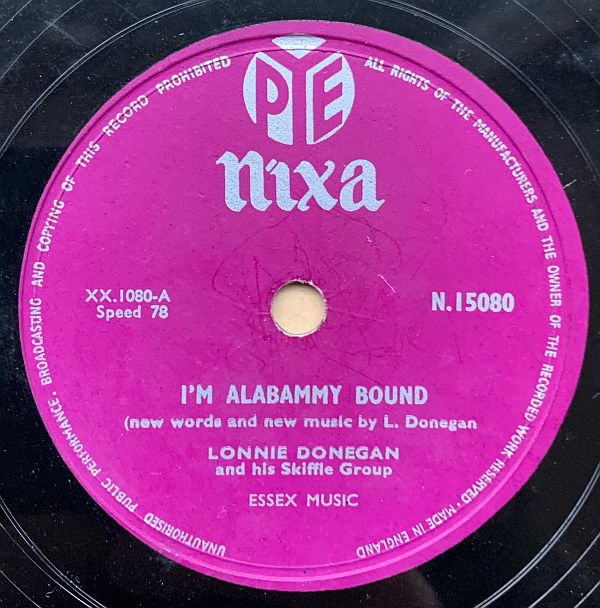 PYE
nixa
XX.1080-A
Speed 78
N.15080
I'M ALABAMMY BOUND
(new words and new music by L. Donegan
LONNIE DONEGAN
and his Skiffle Group
ESSEX MUSIC
ALL RIGHTS OF THE MANUFACTURERS AND THE OWNER OF THE RECORDED WORK RESERVED · MADE IN ENGLAND
UNAUTHORISED PUBLIC PERFORMANCE · BROADCASTING AND COPYING OF THIS RECORD PROHIBITED